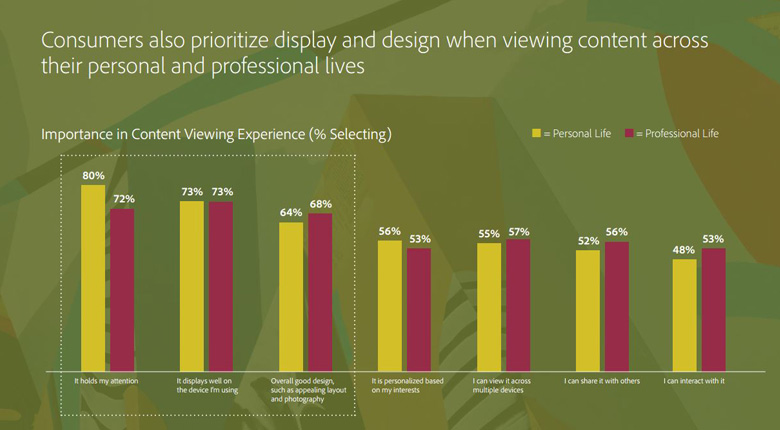 Consumers also prioritize display and design when viewing content across
their personal and professional lives
Importance in Content Viewing Experience (% Selecting)
= Personal Life
= Professional Life
80%
72%
73%
73%
64%
68%
56%
53%
55%
57%
52%
56%
48%
53%
It holds my attention
It displays well on
the device I'm using
Overall good design,
such as appealing layout
and photography
It is personalized based
on my interests
I can view it across
multiple devices
I can share it with others
I can interact with it